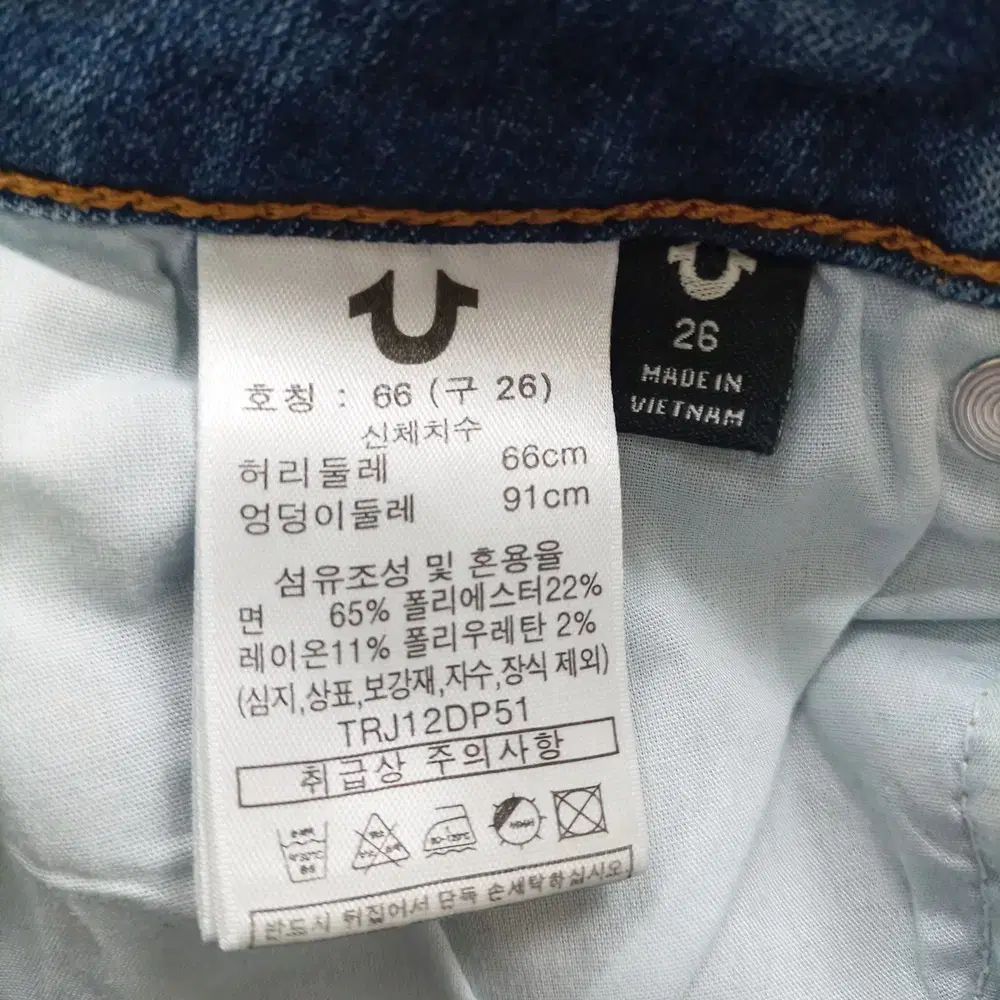 호칭 : 66 (구 26)
신체치수
허리둘레 66cm
엉덩이둘레 91cm
섬유조성 및 혼용율
면 65% 폴리에스터22%
레이온11% 폴리우레탄 2%
(심지,상표,보강재,자수,장식 제외)
TRJ12DP51
취급상 주의사항
반드시 뒤집어서 단독 손세탁하십시오
26
MADE IN
VIETNAM